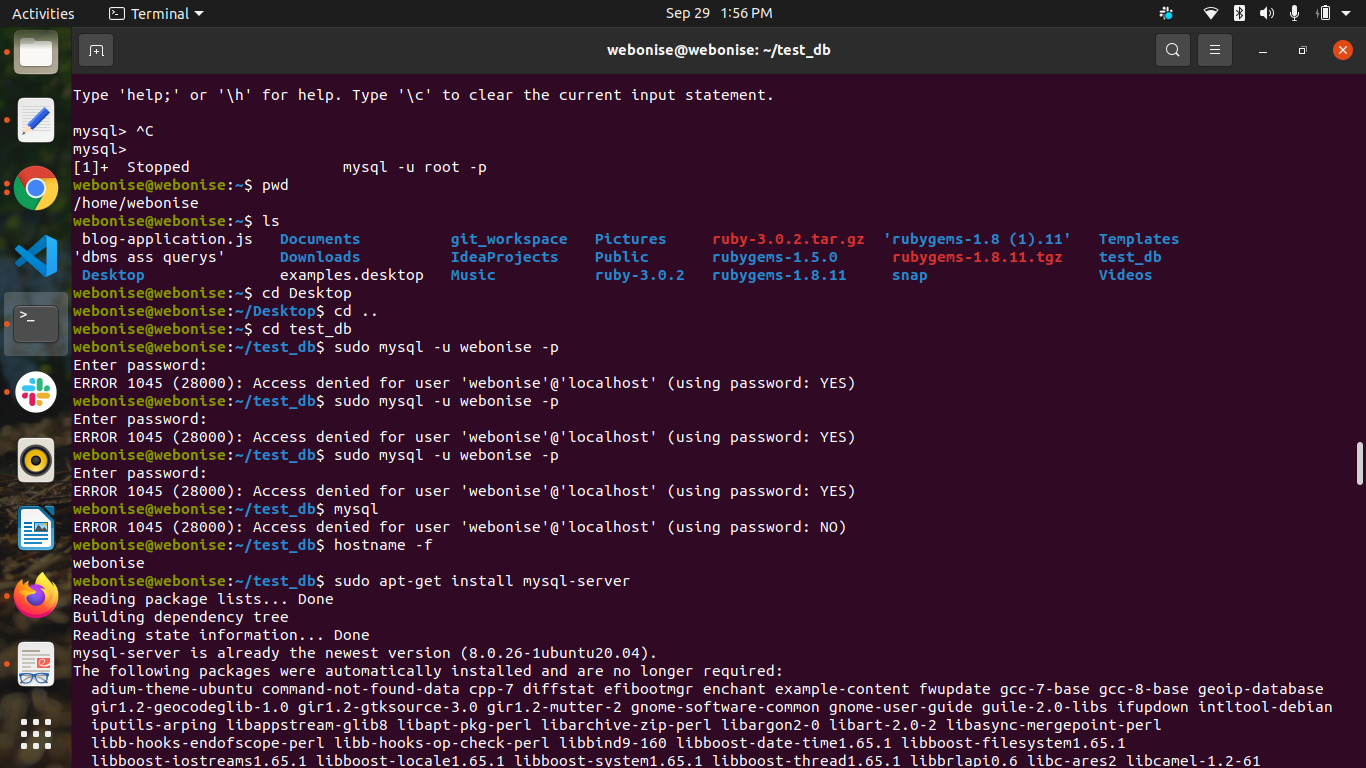 Activities Terminal Sep 29 1:56 PM
webonise@webonise: ~/test_db
Type 'help;' or '\h' for help. Type '\c' to clear the current input statement.
mysql> ^C
mysql>
[1]+  Stopped                 mysql -u root -p
webonise@webonise:~$ pwd
/home/webonise
webonise@webonise:~$ ls
 blog-application.js   Documents          git_workspace   Pictures     ruby-3.0.2.tar.gz  'rubygems-1.8 (1).11'   Templates
'dbms ass querys'      Downloads          IdeaProjects    Public       rubygems-1.5.0      rubygems-1.8.11.tgz    test_db
 Desktop               examples.desktop   Music           ruby-3.0.2   rubygems-1.8.11     snap                   Videos
webonise@webonise:~$ cd Desktop
webonise@webonise:~/Desktop$ cd ..
webonise@webonise:~$ cd test_db
webonise@webonise:~/test_db$ sudo mysql -u webonise -p
Enter password:
ERROR 1045 (28000): Access denied for user 'webonise'@'localhost' (using password: YES)
webonise@webonise:~/test_db$ sudo mysql -u webonise -p
Enter password:
ERROR 1045 (28000): Access denied for user 'webonise'@'localhost' (using password: YES)
webonise@webonise:~/test_db$ sudo mysql -u webonise -p
Enter password:
ERROR 1045 (28000): Access denied for user 'webonise'@'localhost' (using password: YES)
webonise@webonise:~/test_db$ mysql
ERROR 1045 (28000): Access denied for user 'webonise'@'localhost' (using password: NO)
webonise@webonise:~/test_db$ hostname -f
webonise
webonise@webonise:~/test_db$ sudo apt-get install mysql-server
Reading package lists... Done
Building dependency tree
Reading state information... Done
mysql-server is already the newest version (8.0.26-1ubuntu20.04).
The following packages were automatically installed and are no longer required:
  adium-theme-ubuntu command-not-found-data cpp-7 diffstat efibootmgr enchant example-content fwupdate gcc-7-base gcc-8-base geoip-database
  gir1.2-geocodeglib-1.0 gir1.2-gtksource-3.0 gir1.2-mutter-2 gnome-software-common gnome-user-guide guile-2.0-libs ifupdown intltool-debian
  iputils-arping libappstream-glib8 libapt-pkg-perl libarchive-zip-perl libargon2-0 libart-2.0-2 libasync-mergepoint-perl
  libb-hooks-endofscope-perl libb-hooks-op-check-perl libbind9-160 libboost-date-time1.65.1 libboost-filesystem1.65.1
  libboost-iostreams1.65.1 libboost-locale1.65.1 libboost-system1.65.1 libboost-thread1.65.1 libbrlapi0.6 libc-ares2 libcamel-1.2-61